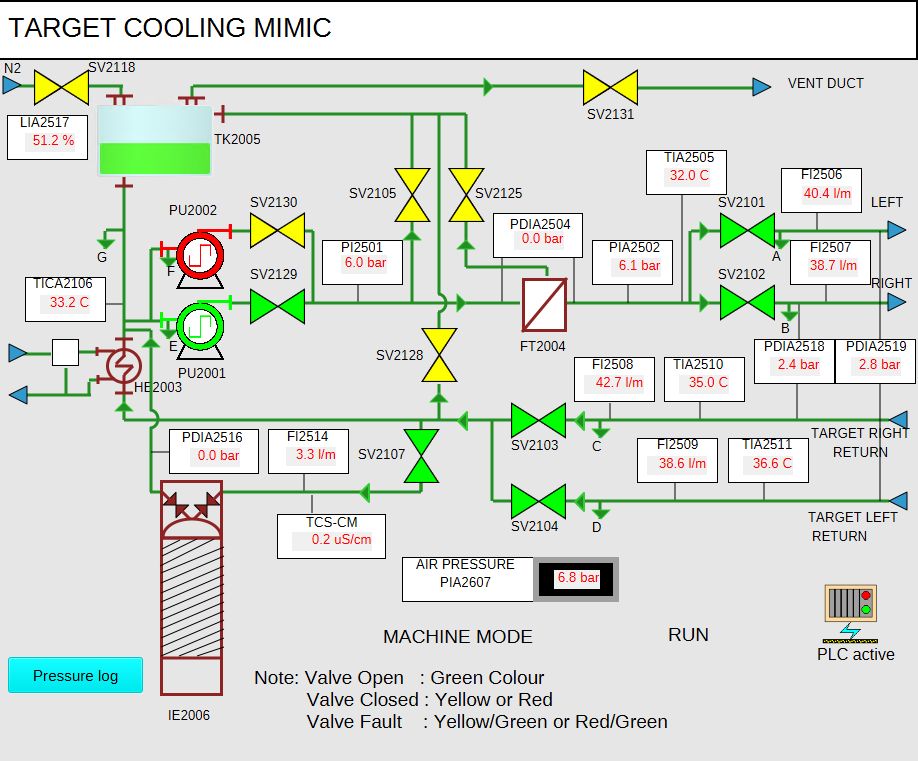 TARGET COOLING MIMIC
N2
SV2118
VENT DUCT
SV2131
LIA2517
51.2 %
TK2005
TIA2505
32.0 C
FI2506
40.4 l/m
SV2105
SV2125
PU2002
SV2130
SV2101
LEFT
PDIA2504
0.0 bar
PI2501
6.0 bar
PIA2502
6.1 bar
FI2507
38.7 l/m
A
G
F
TICA2106
33.2 C
SV2129
SV2102
RIGHT
B
E
PU2001
FT2004
SV2128
HE2003
PDIA2518
2.4 bar
PDIA2519
2.8 bar
FI2508
42.7 l/m
TIA2510
35.0 C
TARGET RIGHT
RETURN
PDIA2516
0.0 bar
FI2514
3.3 l/m
SV2107
SV2103
C
FI2509
38.6 l/m
TIA2511
36.6 C
TCS-CM
0.2 uS/cm
SV2104
D
TARGET LEFT
RETURN
AIR PRESSURE
PIA2607
6.8 bar
MACHINE MODE
RUN
PLC active
Pressure log
Note: Valve Open : Green Colour
Valve Closed : Yellow or Red
Valve Fault : Yellow/Green or Red/Green
IE2006